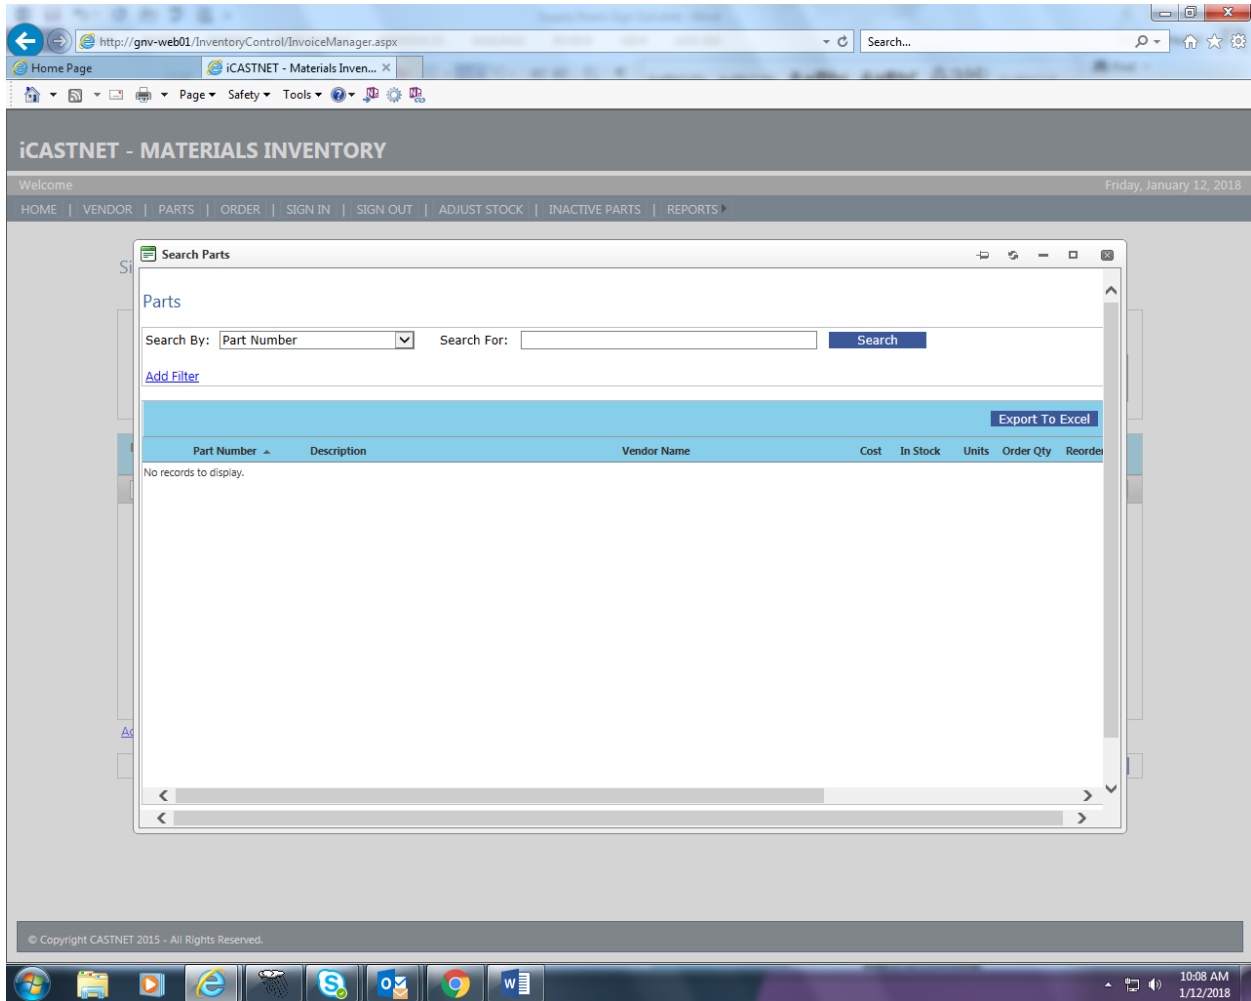 http://gnv-web01/InventoryControl/InvoiceManager.aspx
Search...
Home Page
iCASTNET - Materials Inven...
Page Safety Tools
iCASTNET - MATERIALS INVENTORY
Welcome Friday, January 12, 2018
HOME | VENDOR | PARTS | ORDER | SIGN IN | SIGN OUT | ADJUST STOCK | INACTIVE PARTS | REPORTS
Search Parts
Si
Parts
Search By: Part Number Search For: Search
Add Filter
Export To Excel
Part Number Description Vendor Name Cost In Stock Units Order Qty Reorder
No records to display.
© Copyright CASTNET 2015 - All Rights Reserved.
10:08 AM
1/12/2018